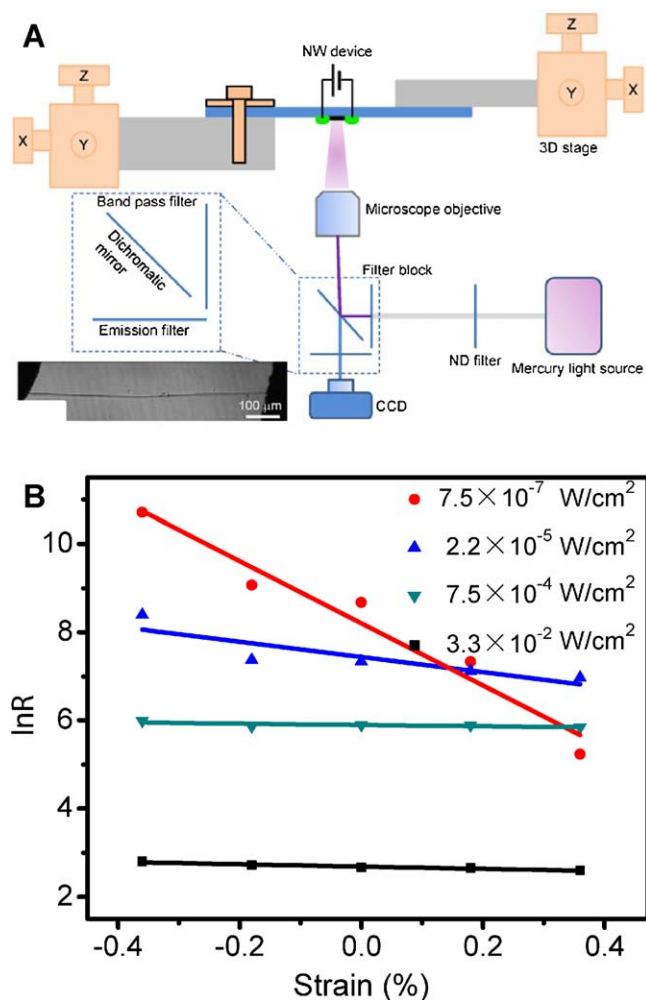 A
NW device
Z
Z
X
Y
Y
X
3D stage
Microscope objective
Band pass filter
Dichromatic
mirror
Emission filter
Filter block
ND filter
Mercury light source
CCD
100 μm
B
7.5×10⁻⁷ W/cm²
2.2×10⁻⁵ W/cm²
7.5×10⁻⁴ W/cm²
3.3×10⁻² W/cm²
10
8
6
4
2
lnR
-0.4
-0.2
0.0
0.2
0.4
Strain (%)